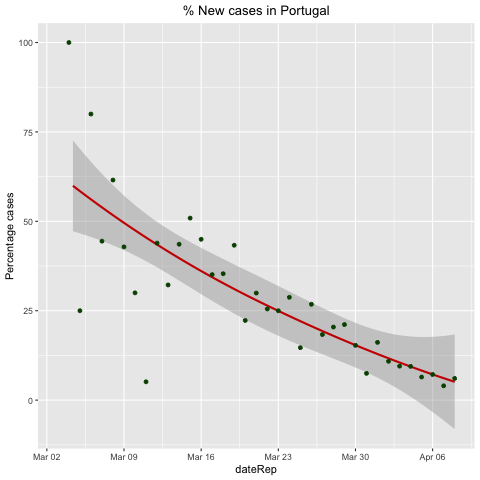 % New cases in Portugal
Percentage cases
100
75
50
25
0
Mar 02 Mar 09 Mar 16 Mar 23 Mar 30 Apr 06
dateRep